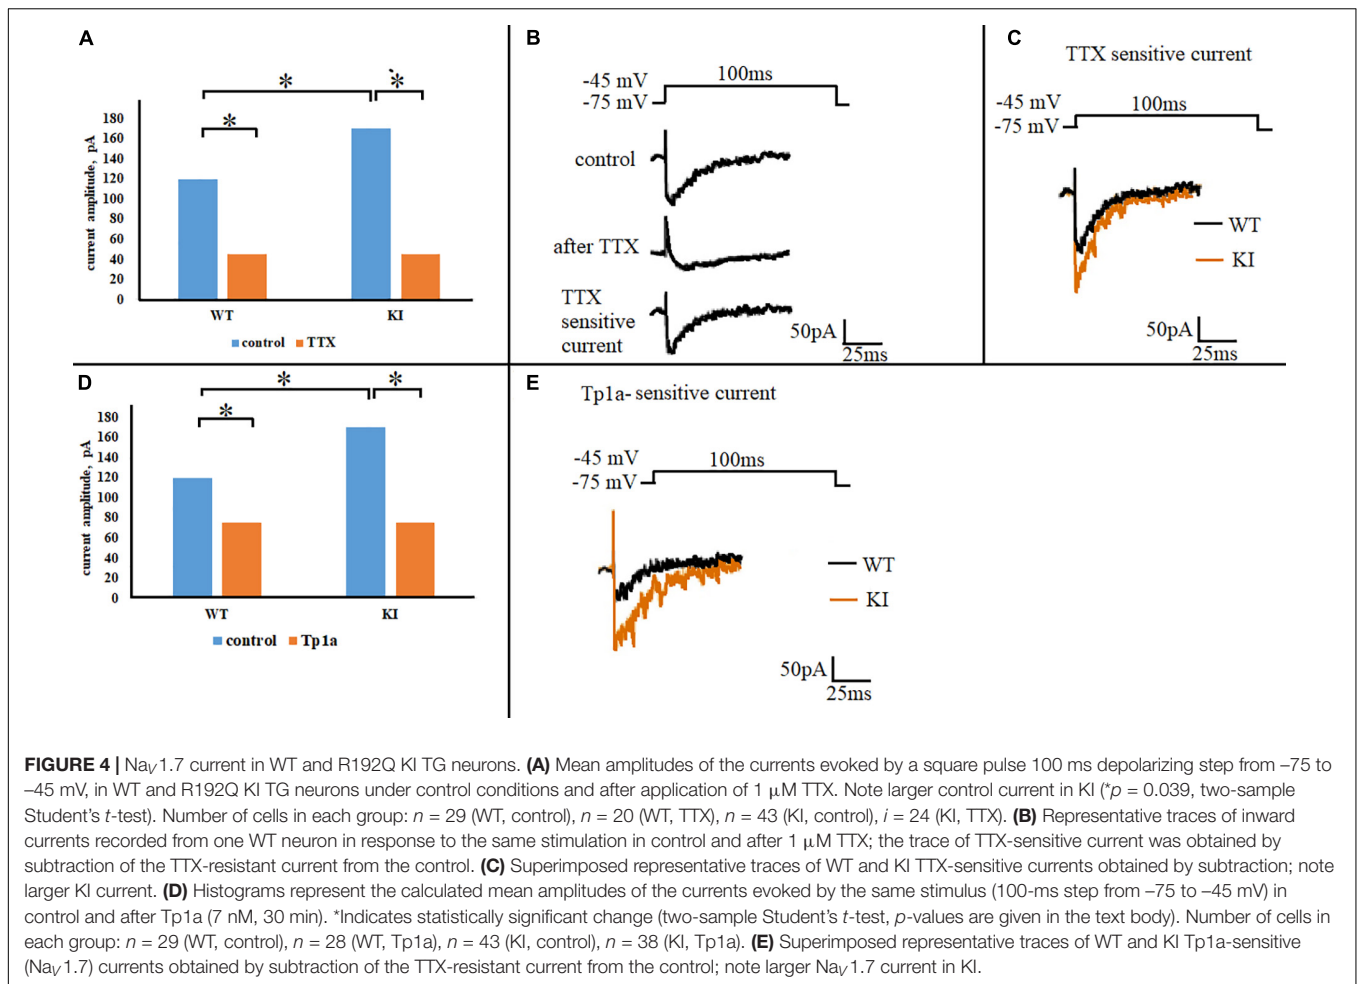 A
180
160
140
120
100
80
60
40
20
0
current amplitude, pA
*
*
*
WT
KI
control
TTX
B
-45 mV
-75 mV
100ms
control
after TTX
TTX
sensitive
current
50pA
25ms
C
TTX sensitive current
-45 mV
-75 mV
100ms
WT
KI
50pA
25ms
D
180
160
140
120
100
80
60
40
20
0
current amplitude, pA
*
*
*
WT
KI
control
Tp1a
E
Tp1a- sensitive current
-45 mV
-75 mV
100ms
WT
KI
50pA
25ms
FIGURE 4 | NaV1.7 current in WT and R192Q KI TG neurons. (A) Mean amplitudes of the currents evoked by a square pulse 100 ms depolarizing step from –75 to
–45 mV, in WT and R192Q KI TG neurons under control conditions and after application of 1 μM TTX. Note larger control current in KI (*p = 0.039, two-sample
Student's t-test). Number of cells in each group: n = 29 (WT, control), n = 20 (WT, TTX), n = 43 (KI, control), i = 24 (KI, TTX). (B) Representative traces of inward
currents recorded from one WT neuron in response to the same stimulation in control and after 1 μM TTX; the trace of TTX-sensitive current was obtained by
subtraction of the TTX-resistant current from the control. (C) Superimposed representative traces of WT and KI TTX-sensitive currents obtained by subtraction; note
larger KI current. (D) Histograms represent the calculated mean amplitudes of the currents evoked by the same stimulus (100-ms step from –75 to –45 mV) in
control and after Tp1a (7 nM, 30 min). *Indicates statistically significant change (two-sample Student's t-test, p-values are given in the text body). Number of cells in
each group: n = 29 (WT, control), n = 28 (WT, Tp1a), n = 43 (KI, control), n = 38 (KI, Tp1a). (E) Superimposed representative traces of WT and KI Tp1a-sensitive
(NaV1.7) currents obtained by subtraction of the TTX-resistant current from the control; note larger NaV1.7 current in KI.